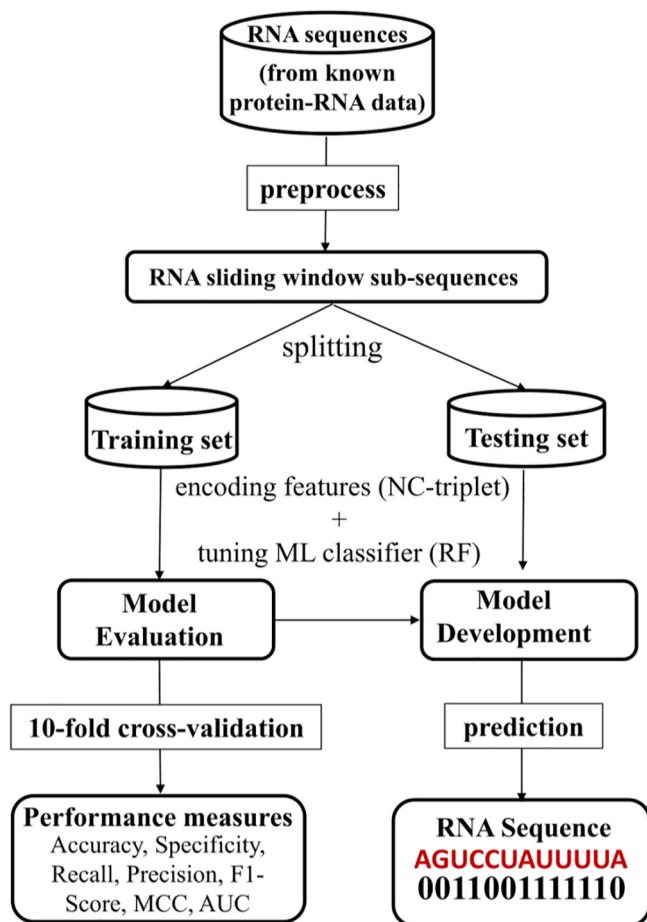 RNA sequences
(from known
protein-RNA data)
preprocess
RNA sliding window sub-sequences
splitting
Training set
Testing set
encoding features (NC-triplet)
+
tuning ML classifier (RF)
Model
Evaluation
Model
Development
10-fold cross-validation
prediction
Performance measures
Accuracy, Specificity,
Recall, Precision, F1-
Score, MCC, AUC
RNA Sequence
AGUCCUAUUUUA
0011001111110